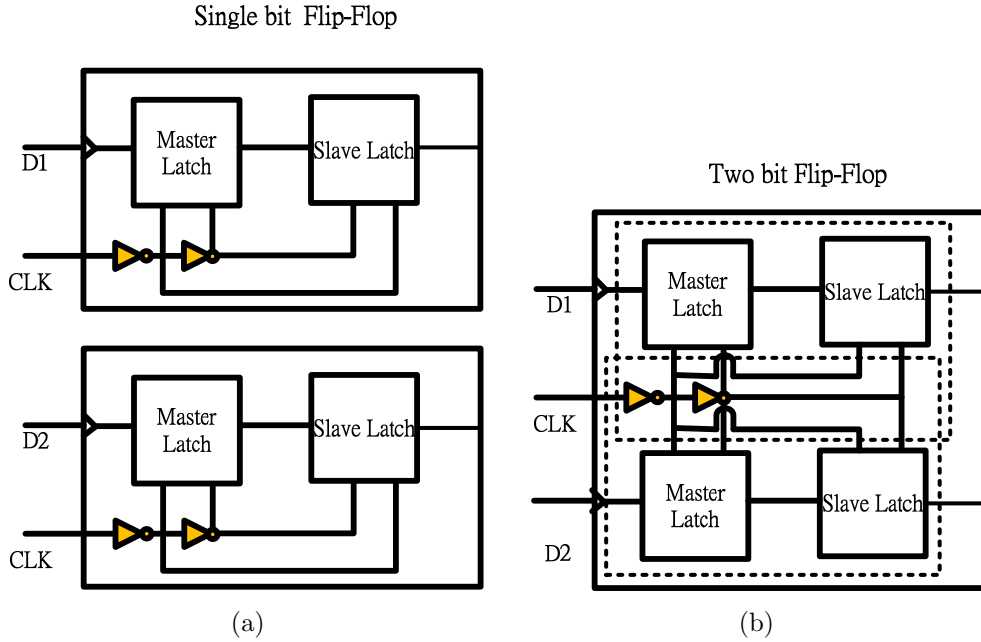 Single bit Flip-Flop
Master
Latch
Slave Latch
D1
CLK
Master
Latch
Slave Latch
D2
CLK
(a)
Two bit Flip-Flop
Master
Latch
Slave Latch
D1
CLK
Master
Latch
Slave Latch
D2
(b)